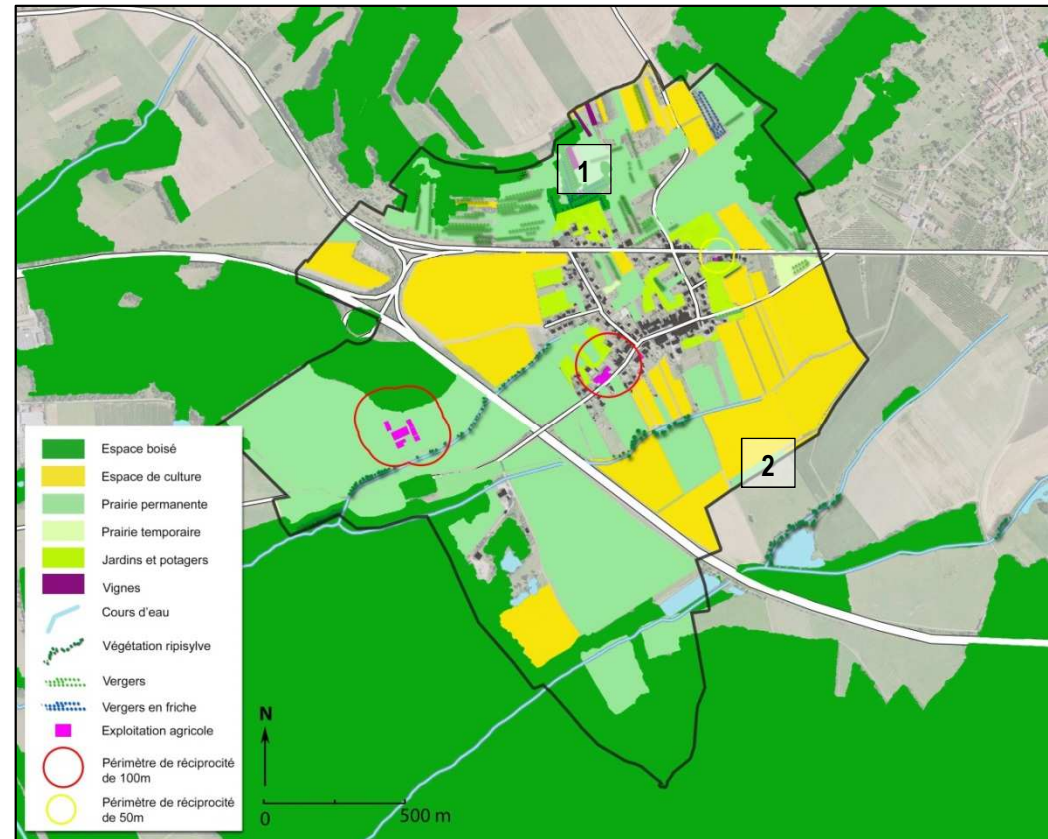 1
2
Espace boisé
Espace de culture
Prairie permanente
Prairie temporaire
Jardins et potagers
Vignes
Cours d'eau
Végétation ripisylve
Vergers
Vergers en friche
Exploitation agricole
Périmètre de réciprocité
de 100m
Périmètre de réciprocité
de 50m
N
0
500 m